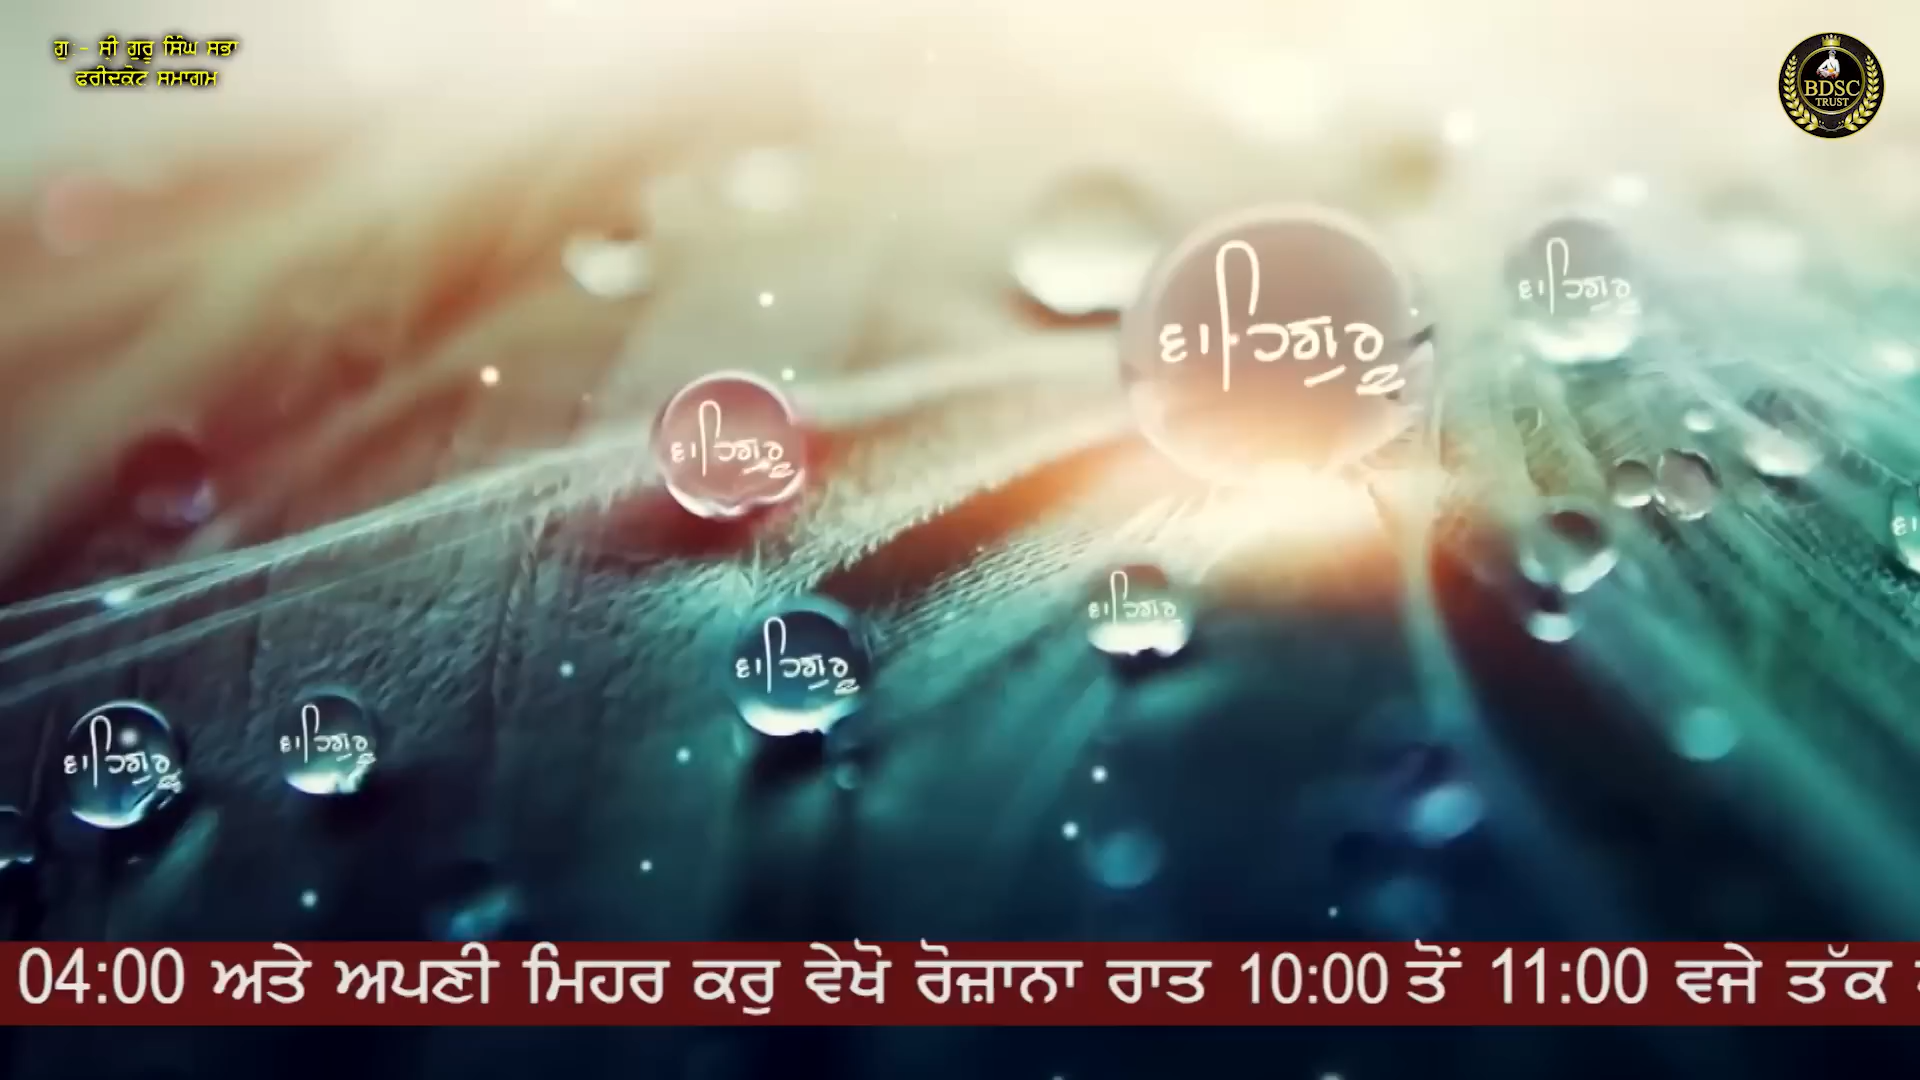 ਗੁ:- ਸ੍ਰੀ ਗੁਰੂ ਸਿੰਘ ਸਭਾ
ਫਰੀਦਕੋਟ ਸਮਾਗਮ
BDSC
TRUST
ਵਾਹਿਗੁਰੂ
ਵਾਹਿਗੁਰੂ
ਵਾਹਿਗੁਰੂ
ਵਾਹਿਗੁਰੂ
ਵਾਹਿਗੁਰੂ
ਵਾਹਿਗੁਰੂ
ਵਾਹਿਗੁਰੂ
04:00 ਅਤੇ ਅਪਣੀ ਮਿਹਰ ਕਰੁ ਵੇਖੋ ਰੋਜ਼ਾਨਾ ਰਾਤ 10:00 ਤੋਂ 11:00 ਵਜੇ ਤੱਕ